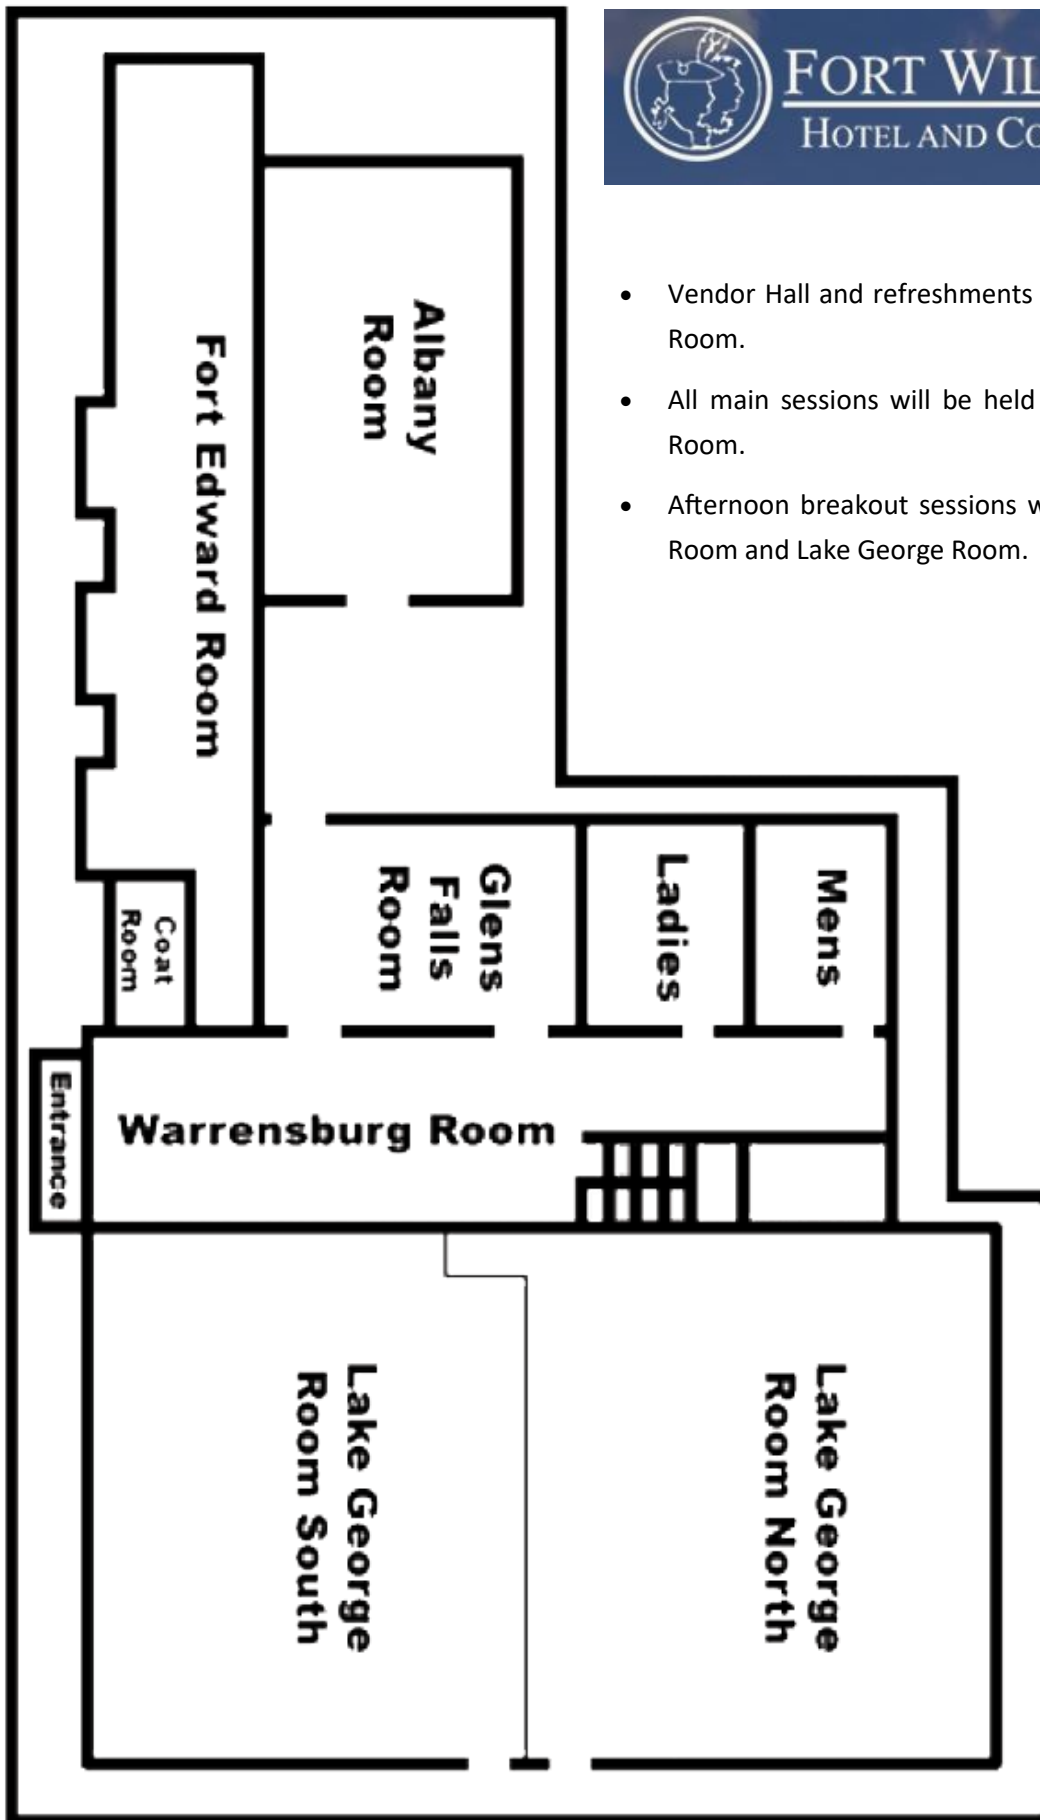 FORT WIL
HOTEL AND CO
• Vendor Hall and refreshments
Room.
• All main sessions will be held
Room.
• Afternoon breakout sessions w
Room and Lake George Room.
Albany
Room
Fort Edward Room
Glens
Falls
Room
Ladies
Mens
Coat
Room
Entrance
Warrensburg Room
Lake George
Room South
Lake George
Room North